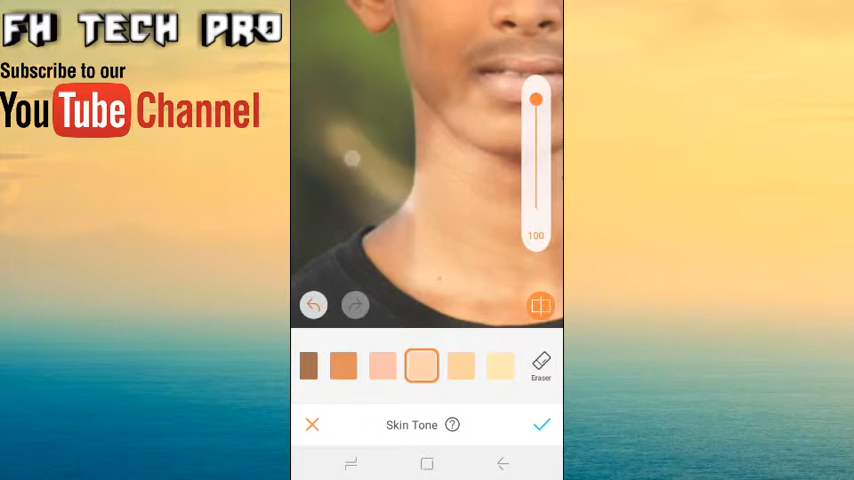 FH TECH PRO
Subscribe to our
YouTube Channel
100
Eraser
Skin Tone ?